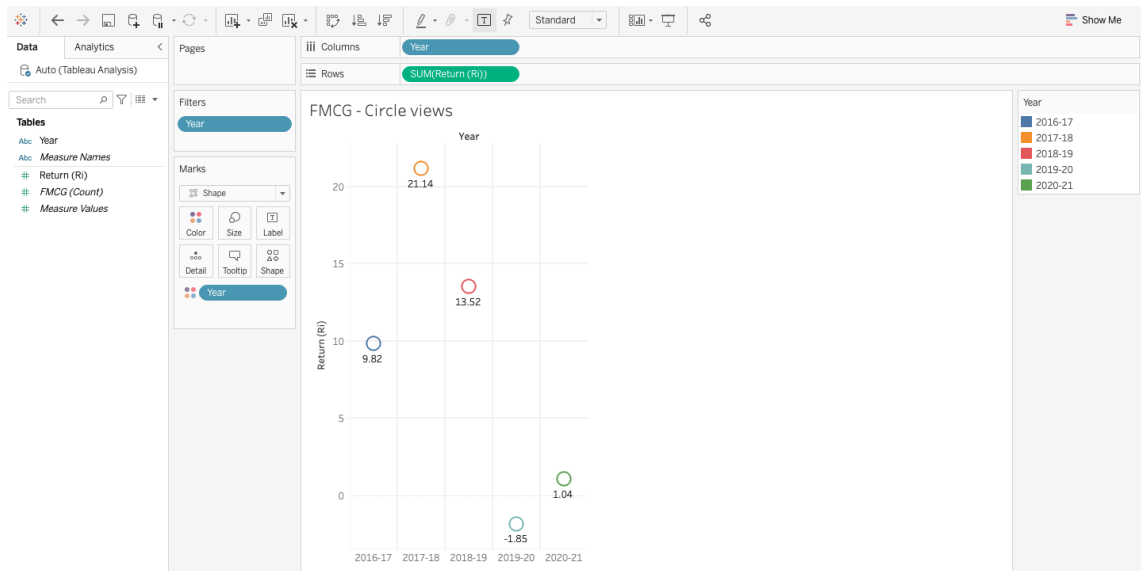 Standard
Show Me
Data
Analytics
Auto (Tableau Analysis)
Search
Tables
Abc Year
Abc Measure Names
# Return (Ri)
# FMCG (Count)
# Measure Values
Pages
Filters
Year
Marks
Shape
Color
Size
Label
Detail
Tooltip
Shape
Year
Columns
Year
Rows
SUM(Return (Ri))
FMCG - Circle views
Year
Return (Ri)
20
15
10
5
0
9.82
21.14
13.52
-1.85
1.04
2016-17
2017-18
2018-19
2019-20
2020-21
Year
2016-17
2017-18
2018-19
2019-20
2020-21